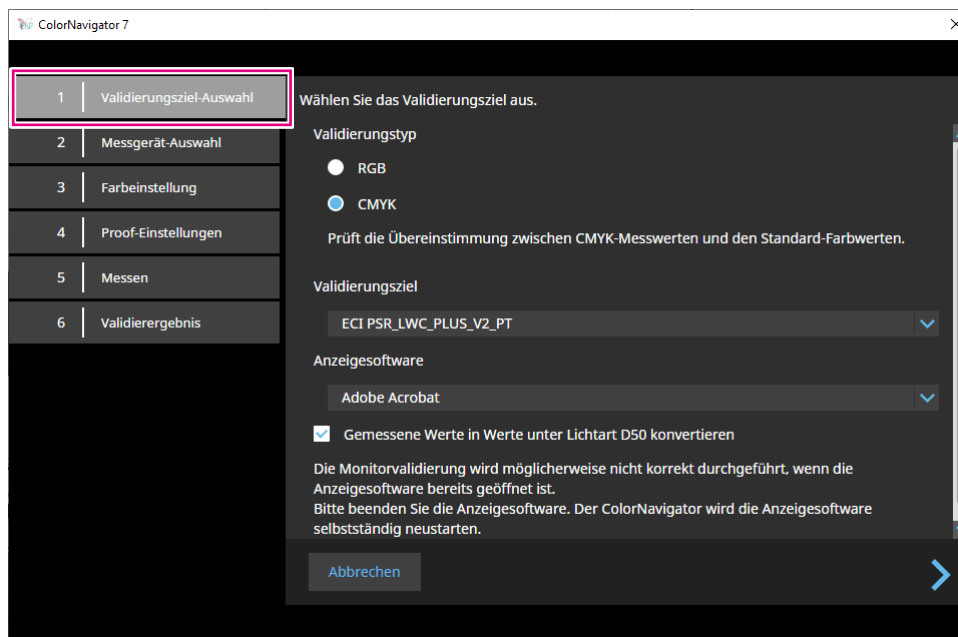 ColorNavigator 7
1 Validierungsziel-Auswahl
2 Messgerät-Auswahl
3 Farbeinstellung
4 Proof-Einstellungen
5 Messen
6 Validierergebnis
Wählen Sie das Validierungsziel aus.
Validierungstyp
RGB
CMYK
Prüft die Übereinstimmung zwischen CMYK-Messwerten und den Standard-Farbwerten.
Validierungsziel
ECI PSR_LWC_PLUS_V2_PT
Anzeigesoftware
Adobe Acrobat
Gemessene Werte in Werte unter Lichtart D50 konvertieren
Die Monitorvalidierung wird möglicherweise nicht korrekt durchgeführt, wenn die
Anzeigesoftware bereits geöffnet ist.
Bitte beenden Sie die Anzeigesoftware. Der ColorNavigator wird die Anzeigesoftware
selbstständig neustarten.
Abbrechen